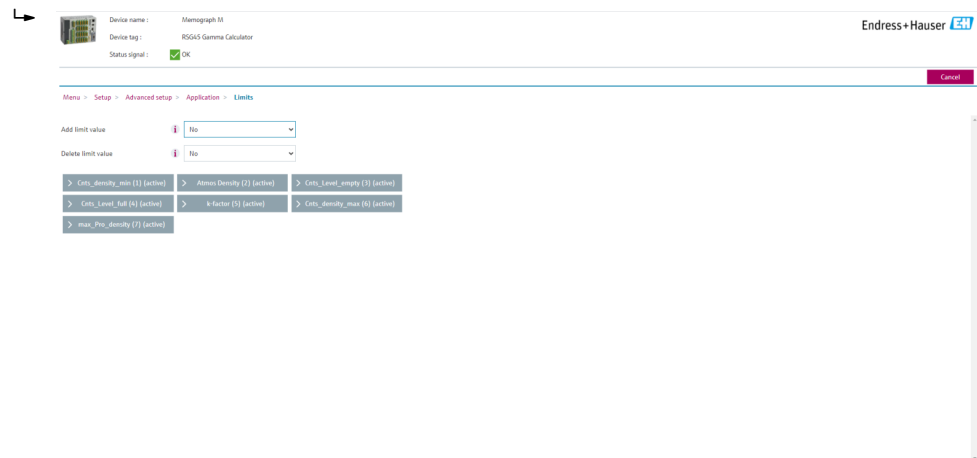 Device name :    Memograph M
Endress+Hauser EH
Device tag :    RSG45 Gamma Calculator
Status signal :    OK
Cancel
Menu » Setup » Advanced setup » Application » Limits
Add limit value    i    No
Delete limit value    i    No
> Cnts_density_min (1) (active)    > Atmos Density (2) (active)    > Cnts_Level_empty (3) (active)
> Cnts_Level_full (4) (active)    > k-factor (5) (active)    > Cnts_density_max (6) (active)
> max_Pro_density (7) (active)